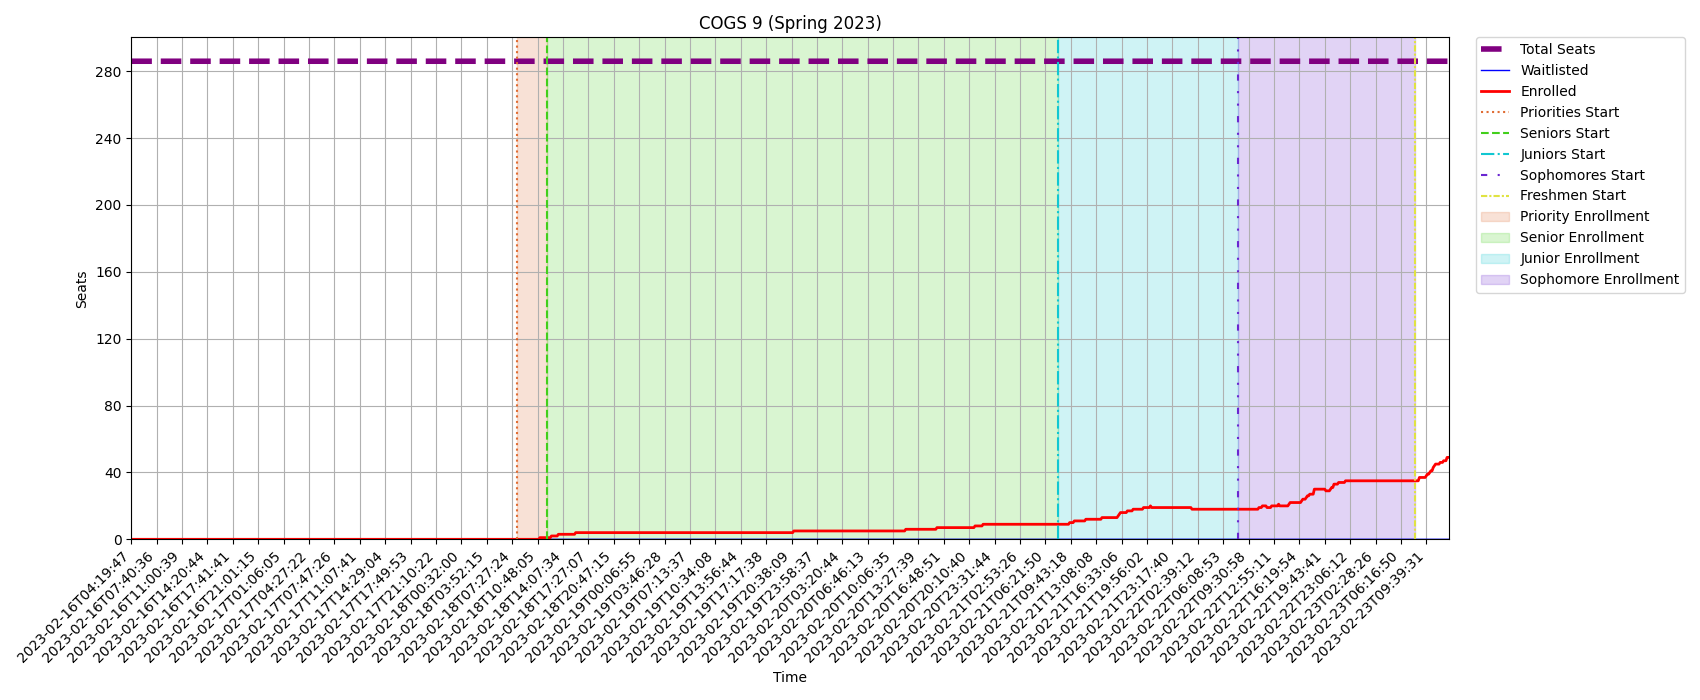 COGS 9 (Spring 2023)
280
240
200
160
120
80
40
0
Seats
2023-02-16T04:19:47
2023-02-16T07:40:36
2023-02-16T11:00:39
2023-02-16T14:20:44
2023-02-16T17:41:41
2023-02-16T21:01:15
2023-02-17T01:06:05
2023-02-17T04:27:22
2023-02-17T07:47:26
2023-02-17T11:07:41
2023-02-17T14:29:04
2023-02-17T17:49:53
2023-02-17T21:10:22
2023-02-18T00:32:00
2023-02-18T03:52:15
2023-02-18T07:27:24
2023-02-18T10:48:05
2023-02-18T14:07:34
2023-02-18T17:27:07
2023-02-18T20:47:15
2023-02-19T00:06:55
2023-02-19T03:46:28
2023-02-19T07:13:37
2023-02-19T10:34:08
2023-02-19T13:56:44
2023-02-19T17:17:38
2023-02-19T20:38:09
2023-02-19T23:58:37
2023-02-20T03:20:44
2023-02-20T06:46:13
2023-02-20T10:06:35
2023-02-20T13:27:39
2023-02-20T16:48:51
2023-02-20T20:10:40
2023-02-20T23:31:44
2023-02-21T02:53:26
2023-02-21T06:21:50
2023-02-21T09:43:18
2023-02-21T13:08:08
2023-02-21T16:33:06
2023-02-21T19:56:02
2023-02-21T23:17:40
2023-02-22T02:39:12
2023-02-22T06:08:53
2023-02-22T09:30:58
2023-02-22T12:55:11
2023-02-22T16:19:54
2023-02-22T19:43:41
2023-02-22T23:06:12
2023-02-23T02:28:26
2023-02-23T06:16:50
2023-02-23T09:39:31
Time
Total Seats
Waitlisted
Enrolled
Priorities Start
Seniors Start
Juniors Start
Sophomores Start
Freshmen Start
Priority Enrollment
Senior Enrollment
Junior Enrollment
Sophomore Enrollment